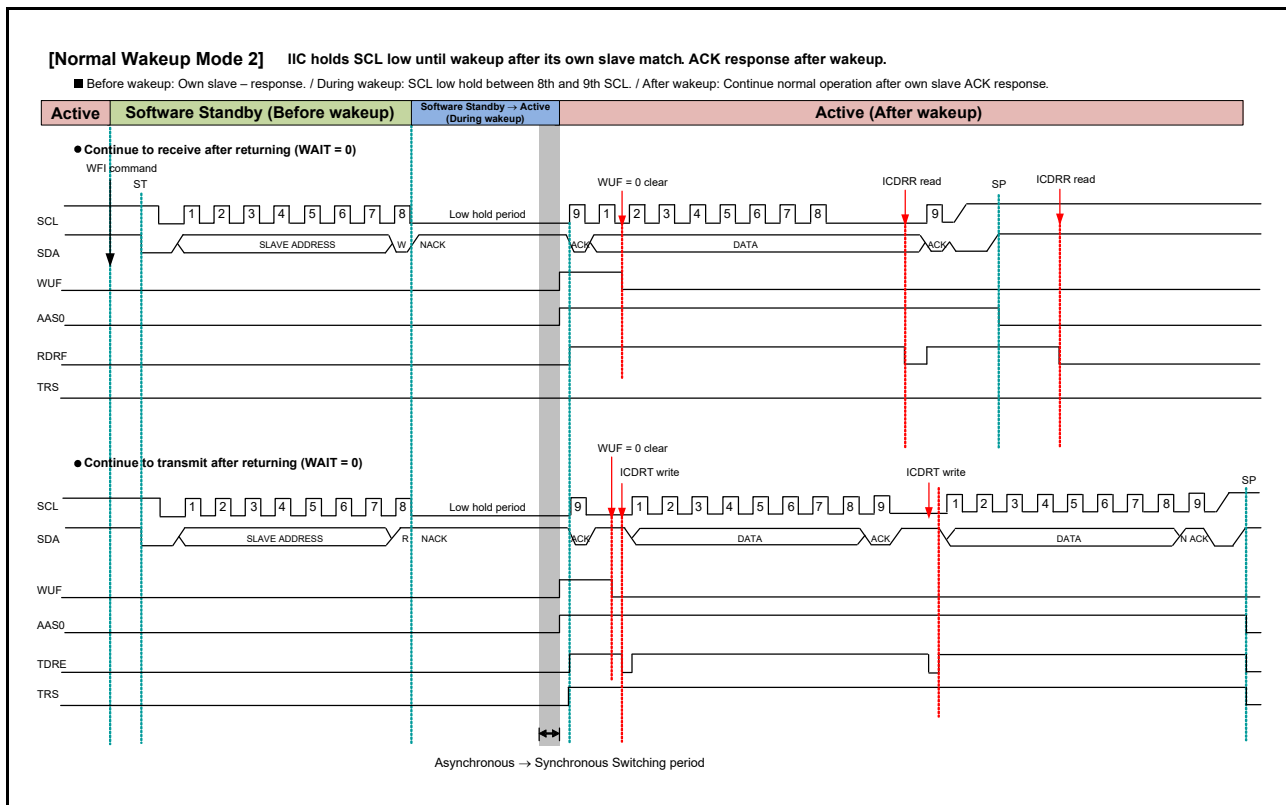 [Normal Wakeup Mode 2] IIC holds SCL low until wakeup after its own slave match. ACK response after wakeup.
■ Before wakeup: Own slave – response. / During wakeup: SCL low hold between 8th and 9th SCL. / After wakeup: Continue normal operation after own slave ACK response.
Active Software Standby (Before wakeup) Software Standby → Active (During wakeup) Active (After wakeup)
● Continue to receive after returning (WAIT = 0)
WFI command
ST WUF = 0 clear ICDRR read SP ICDRR read
SCL 1 2 3 4 5 6 7 8 Low hold period 9 1 2 3 4 5 6 7 8 9
SDA SLAVE ADDRESS W NACK ACK DATA ACK
WUF
AAS0
RDRF
TRS
● Continue to transmit after returning (WAIT = 0)
WUF = 0 clear
ICDRT write ICDRT write
SP
SCL 1 2 3 4 5 6 7 8 Low hold period 9 1 2 3 4 5 6 7 8 9 1 2 3 4 5 6 7 8 9
SDA SLAVE ADDRESS R NACK ACK DATA ACK DATA N ACK
WUF
AAS0
TDRE
TRS
Asynchronous → Synchronous Switching period